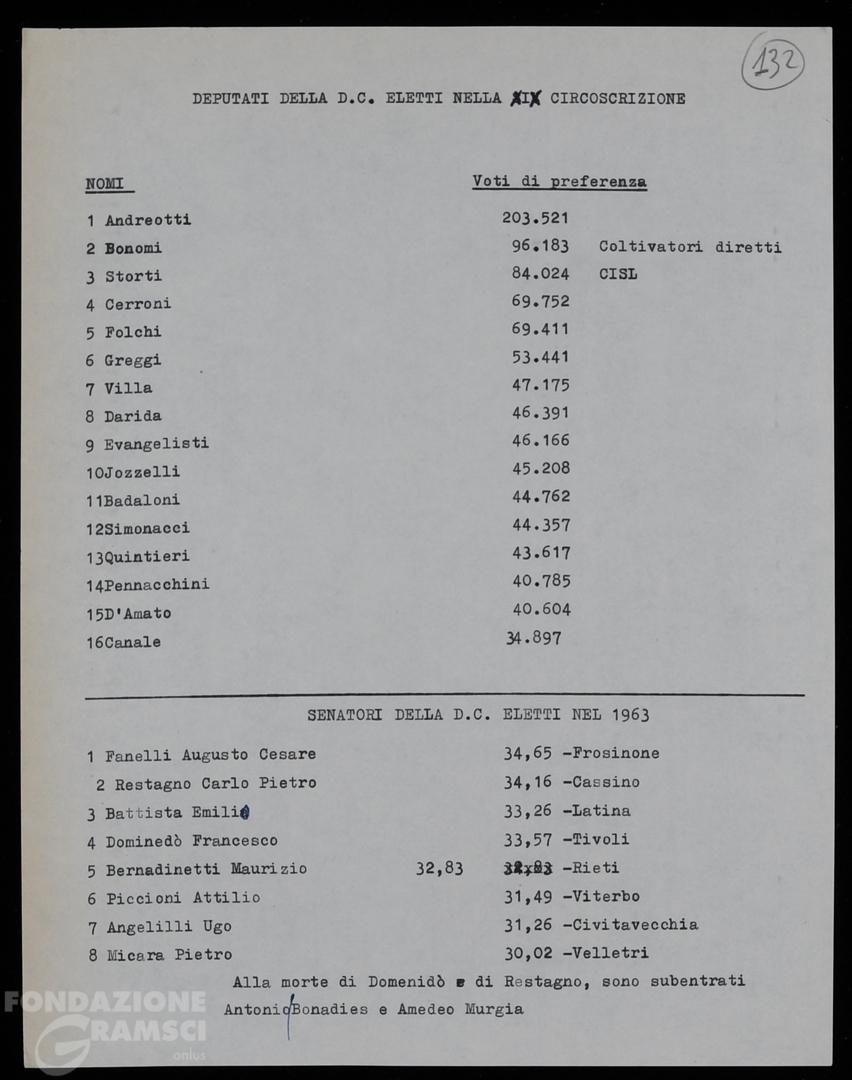 132
DEPUTATI DELLA D.C. ELETTI NELLA XIX CIRCOSCRIZIONE
NOMI Voti di preferenza
1 Andreotti 203.521
2 Bonomi 96.183 Coltivatori diretti
3 Storti 84.024 CISL
4 Cerroni 69.752
5 Folchi 69.411
6 Greggi 53.441
7 Villa 47.175
8 Darida 46.391
9 Evangelisti 46.166
10Jozzelli 45.208
11Badaloni 44.762
12Simonacci 44.357
13Quintieri 43.617
14Pennacchini 40.785
15D'Amato 40.604
16Canale 34.897
SENATORI DELLA D.C. ELETTI NEL 1963
1 Fanelli Augusto Cesare 34,65 -Frosinone
2 Restagno Carlo Pietro 34,16 -Cassino
3 Battista Emilio 33,26 -Latina
4 Dominedò Francesco 33,57 -Tivoli
5 Bernadinetti Maurizio 32,83 -Rieti
6 Piccioni Attilio 31,49 -Viterbo
7 Angelilli Ugo 31,26 -Civitavecchia
8 Micara Pietro 30,02 -Velletri
Alla morte di Domenidò e di Restagno, sono subentrati
Antonio Bonadies e Amedeo Murgia
FONDAZIONE
GRAMSCI
onlus